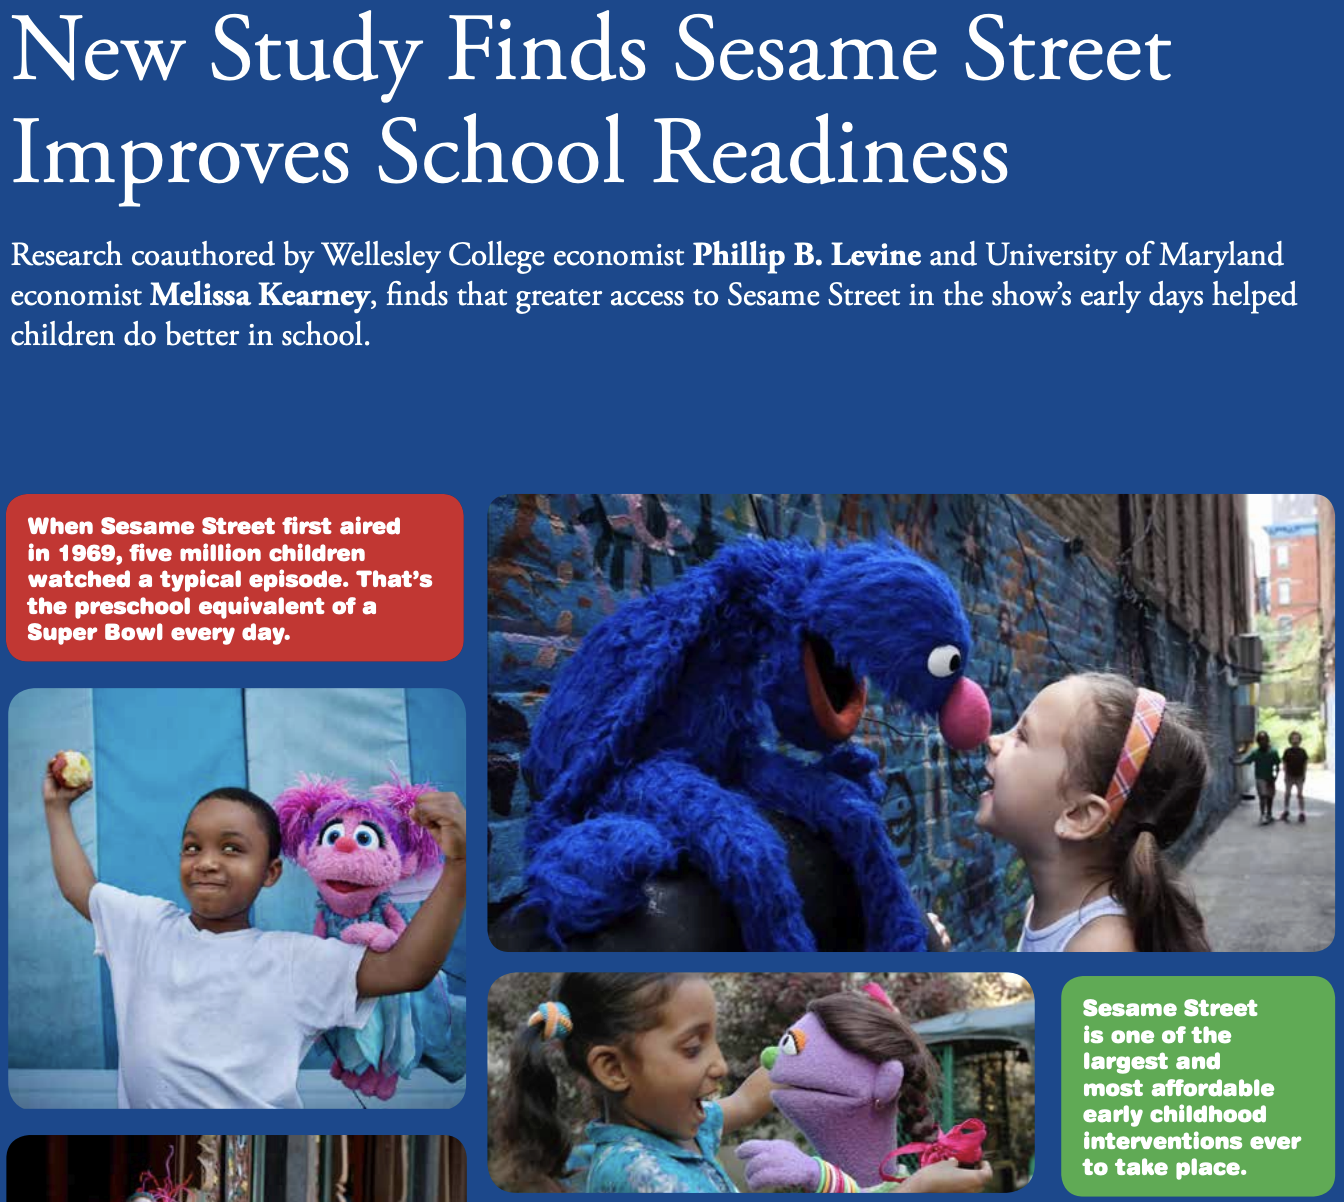 New Study Finds Sesame Street
Improves School Readiness
Research coauthored by Wellesley College economist Phillip B. Levine and University of Maryland
economist Melissa Kearney, finds that greater access to Sesame Street in the show's early days helped
children do better in school.
When Sesame Street first aired
in 1969, five million children
watched a typical episode. That's
the preschool equivalent of a
Super Bowl every day.
Sesame Street
is one of the
largest and
most affordable
early childhood
interventions ever
to take place.